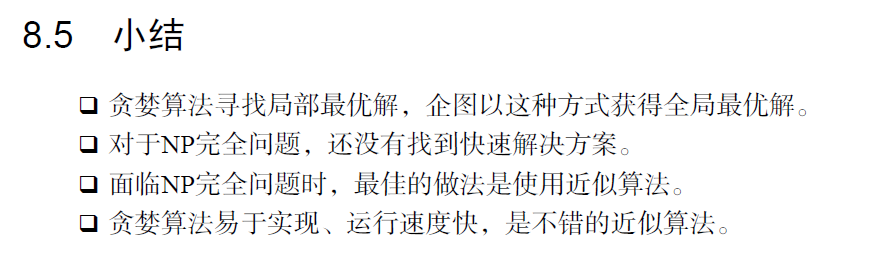 8.5 小结
❑ 贪婪算法寻找局部最优解，企图以这种方式获得全局最优解。
❑ 对于NP完全问题，还没有找到快速解决方案。
❑ 面临NP完全问题时，最佳的做法是使用近似算法。
❑ 贪婪算法易于实现、运行速度快，是不错的近似算法。